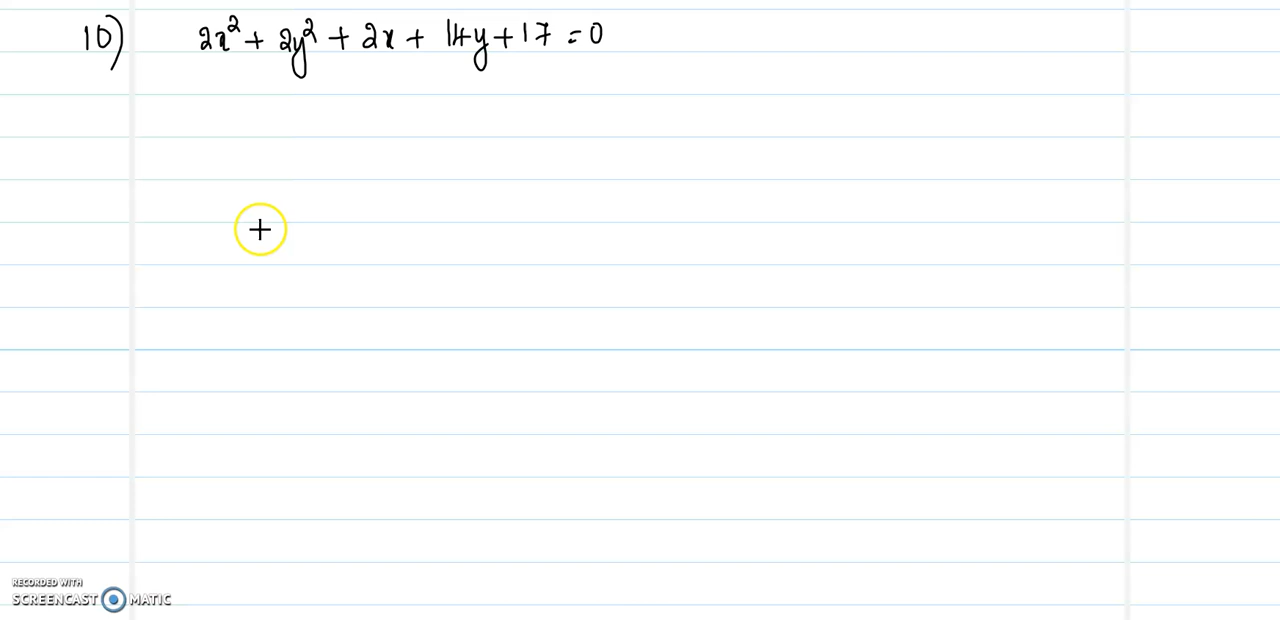 10) 2x² + 2y² + 2x + 14y + 17 = 0
RECORDED WITH
SCREENCAST MATIC